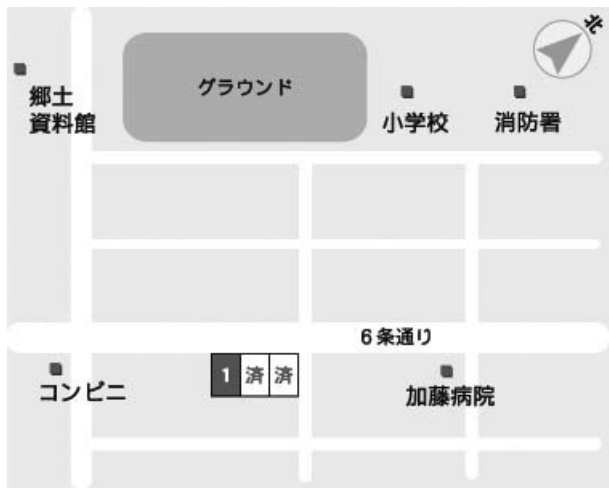 北
グラウンド
郷土
資料館
小学校
消防署
6条通り
1 済 済
コンビニ
加藤病院